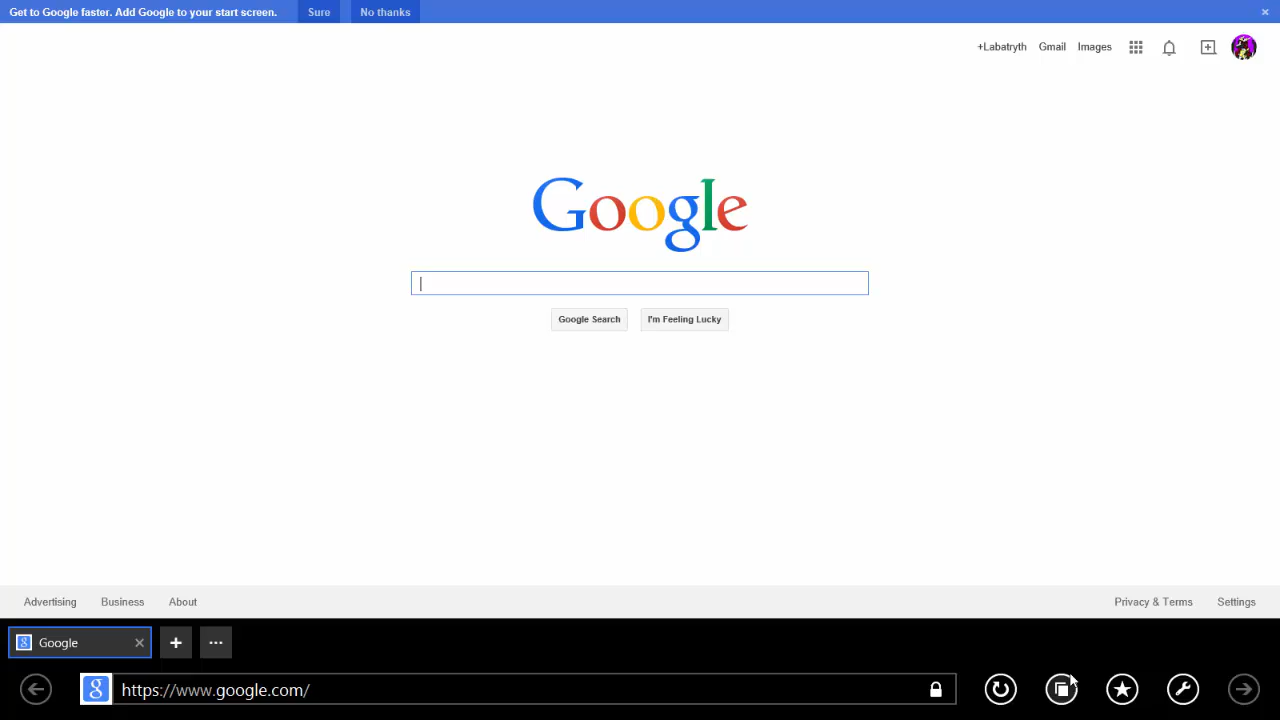 Get to Google faster. Add Google to your start screen. Sure No thanks
+Labatryth Gmail Images
Google
Google Search I'm Feeling Lucky
Advertising Business About Privacy & Terms Settings
Google
https://www.google.com/